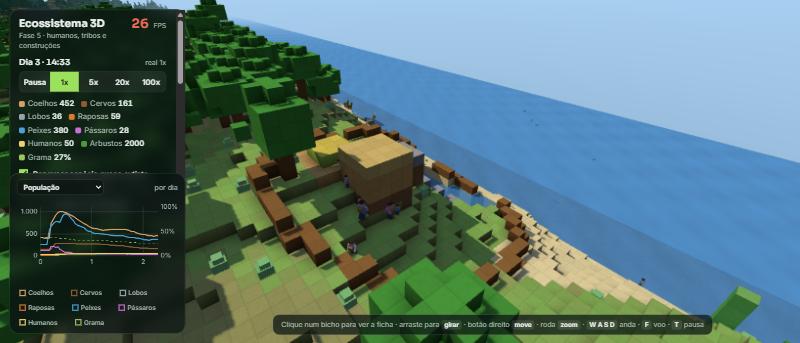 Ecossistema 3D 26 FPS
Fase 5 · humanos, tribos e
construções
Dia 3 · 14:33 real 1x
Pausa 1x 5x 20x 100x
Coelhos 452 Cervos 161
Lobos 36 Raposas 59
Peixes 380 Pássaros 28
Humanos 50 Arbustos 2000
Grama 27%
População por dia
1.000 100%
500 50%
0 0%
0 1 2
Coelhos Cervos Lobos
Raposas Peixes Pássaros
Humanos Grama
Clique num bicho para ver a ficha · arraste para girar · botão direito move · roda zoom · W A S D anda · F voo · T pausa